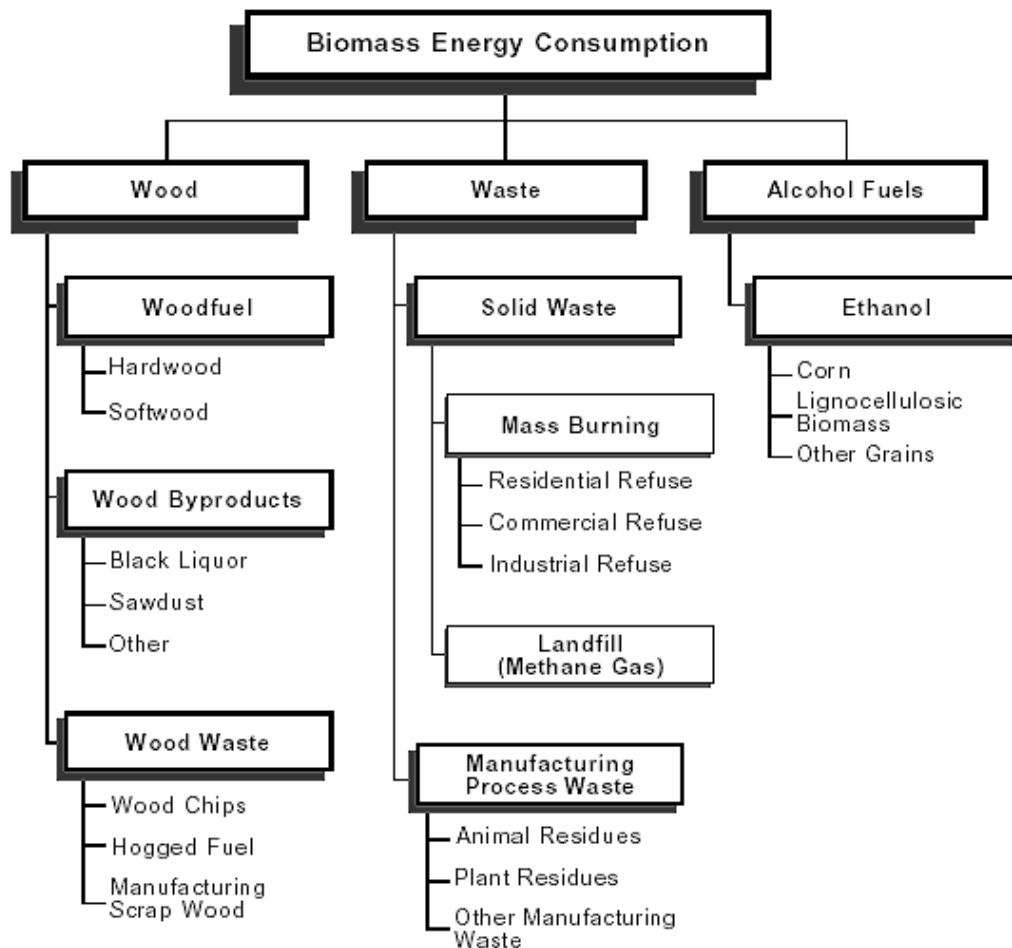 Biomass Energy Consumption
Wood
Woodfuel
Hardwood
Softwood
Wood Byproducts
Black Liquor
Sawdust
Other
Wood Waste
Wood Chips
Hogged Fuel
Manufacturing
Scrap Wood
Waste
Solid Waste
Mass Burning
Residential Refuse
Commercial Refuse
Industrial Refuse
Landfill
(Methane Gas)
Manufacturing
Process Waste
Animal Residues
Plant Residues
Other Manufacturing
Waste
Alcohol Fuels
Ethanol
Corn
Lignocellulosic
Biomass
Other Grains